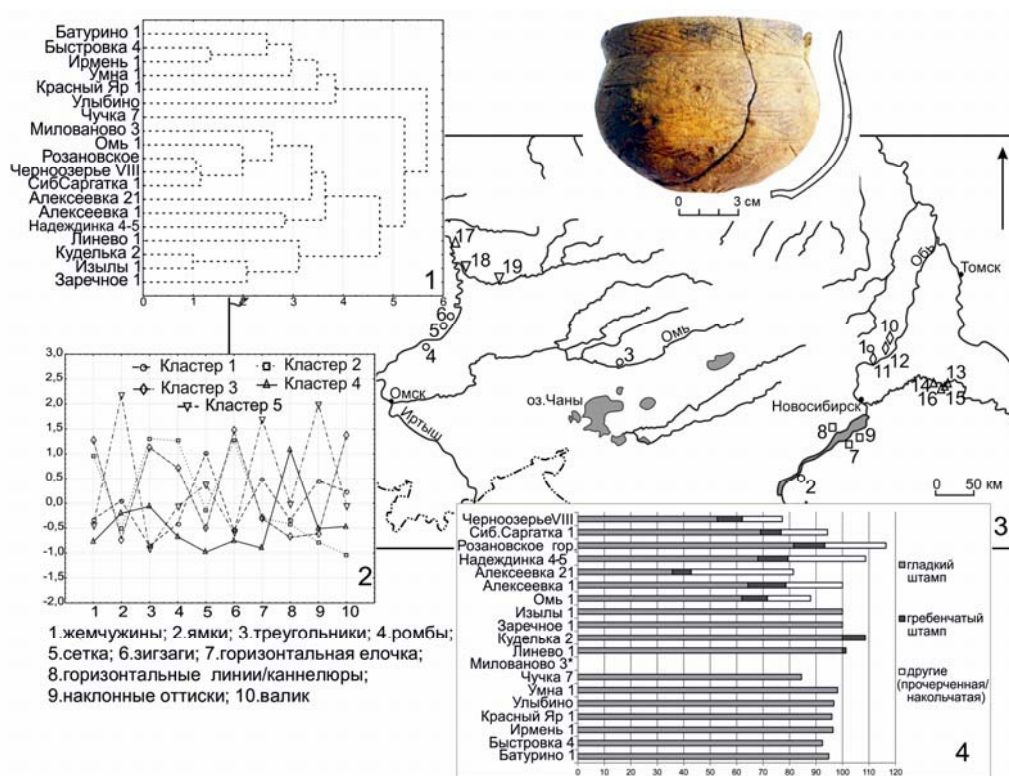 Батурино 1
Быстровка 4
Ирмень 1
Умна 1
Красный Яр 1
Улыбино
Чучка 7
Милованово 3
Омь 1
Розановское
Черноозерье VIII
СибСаргатка 1
Алексеевка 21
Алексеевка 1
Надеждинка 4-5
Линево 1
Куделька 2
Изылы 1
Заречное 1
0 1 2 3 4 5 6
1
0 3 см
17
18
19
6
5
4
3
Омь
Обь
Томск
10
1
12
11
13
14
16
15
Омск
Иртыш
оз.Чаны
Новосибирск
8
9
7
2
0 50 км
3
3,0
2,5
2,0
1,5
1,0
0,5
0,0
-0,5
-1,0
-1,5
-2,0
Кластер 1
Кластер 2
Кластер 3
Кластер 4
Кластер 5
1 2 3 4 5 6 7 8 9 10
2
1.жемчужины; 2.ямки; 3.треугольники; 4.ромбы;
5.сетка; 6.зигзаги; 7.горизонтальная елочка;
8.горизонтальные линии/каннелюры;
9.наклонные оттиски; 10.валик
ЧерноозерьеVIII
Сиб.Саргатка 1
Розановское гор.
Надеждинка 4-5
Алексеевка 21
Алексеевка 1
Омь 1
Изылы 1
Заречное 1
Куделька 2
Линево 1
Милованово 3*
Чучка 7
Умна 1
Улыбино
Красный Яр 1
Ирмень 1
Быстровка 4
Батурино 1
0 10 20 30 40 50 60 70 80 90 100 110 120
гладкий
штамп
гребенчатый
штамп
другие
(прочерченная/
накольчатая)
4